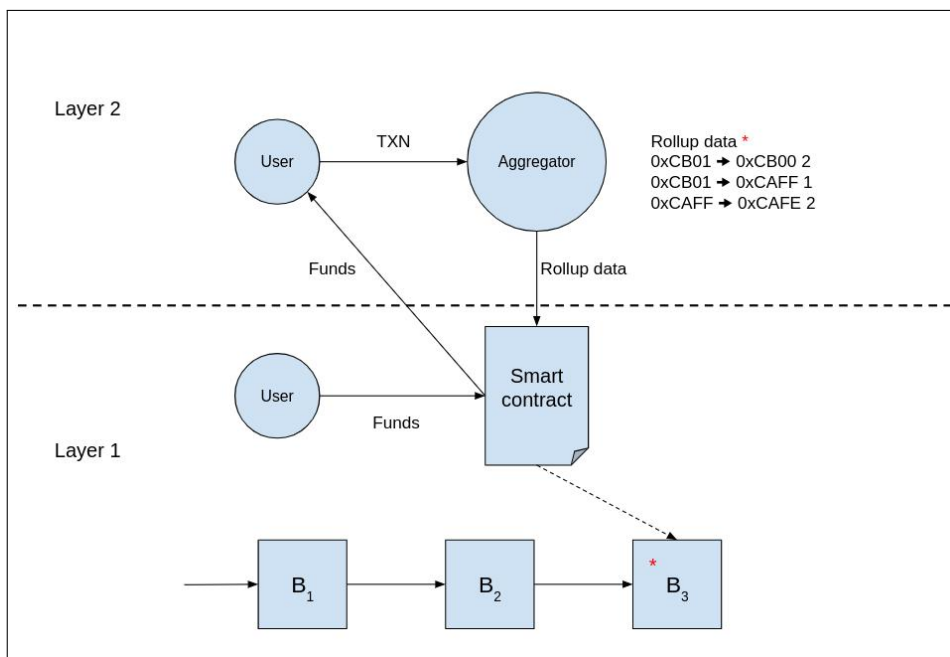 Layer 2
User
TXN
Aggregator
Rollup data *
0xCB01 → 0xCB00 2
0xCB01 → 0xCAFF 1
0xCAFF → 0xCAFE 2
Funds
Rollup data
User
Funds
Smart
contract
Layer 1
B₁
B₂
*
B₃